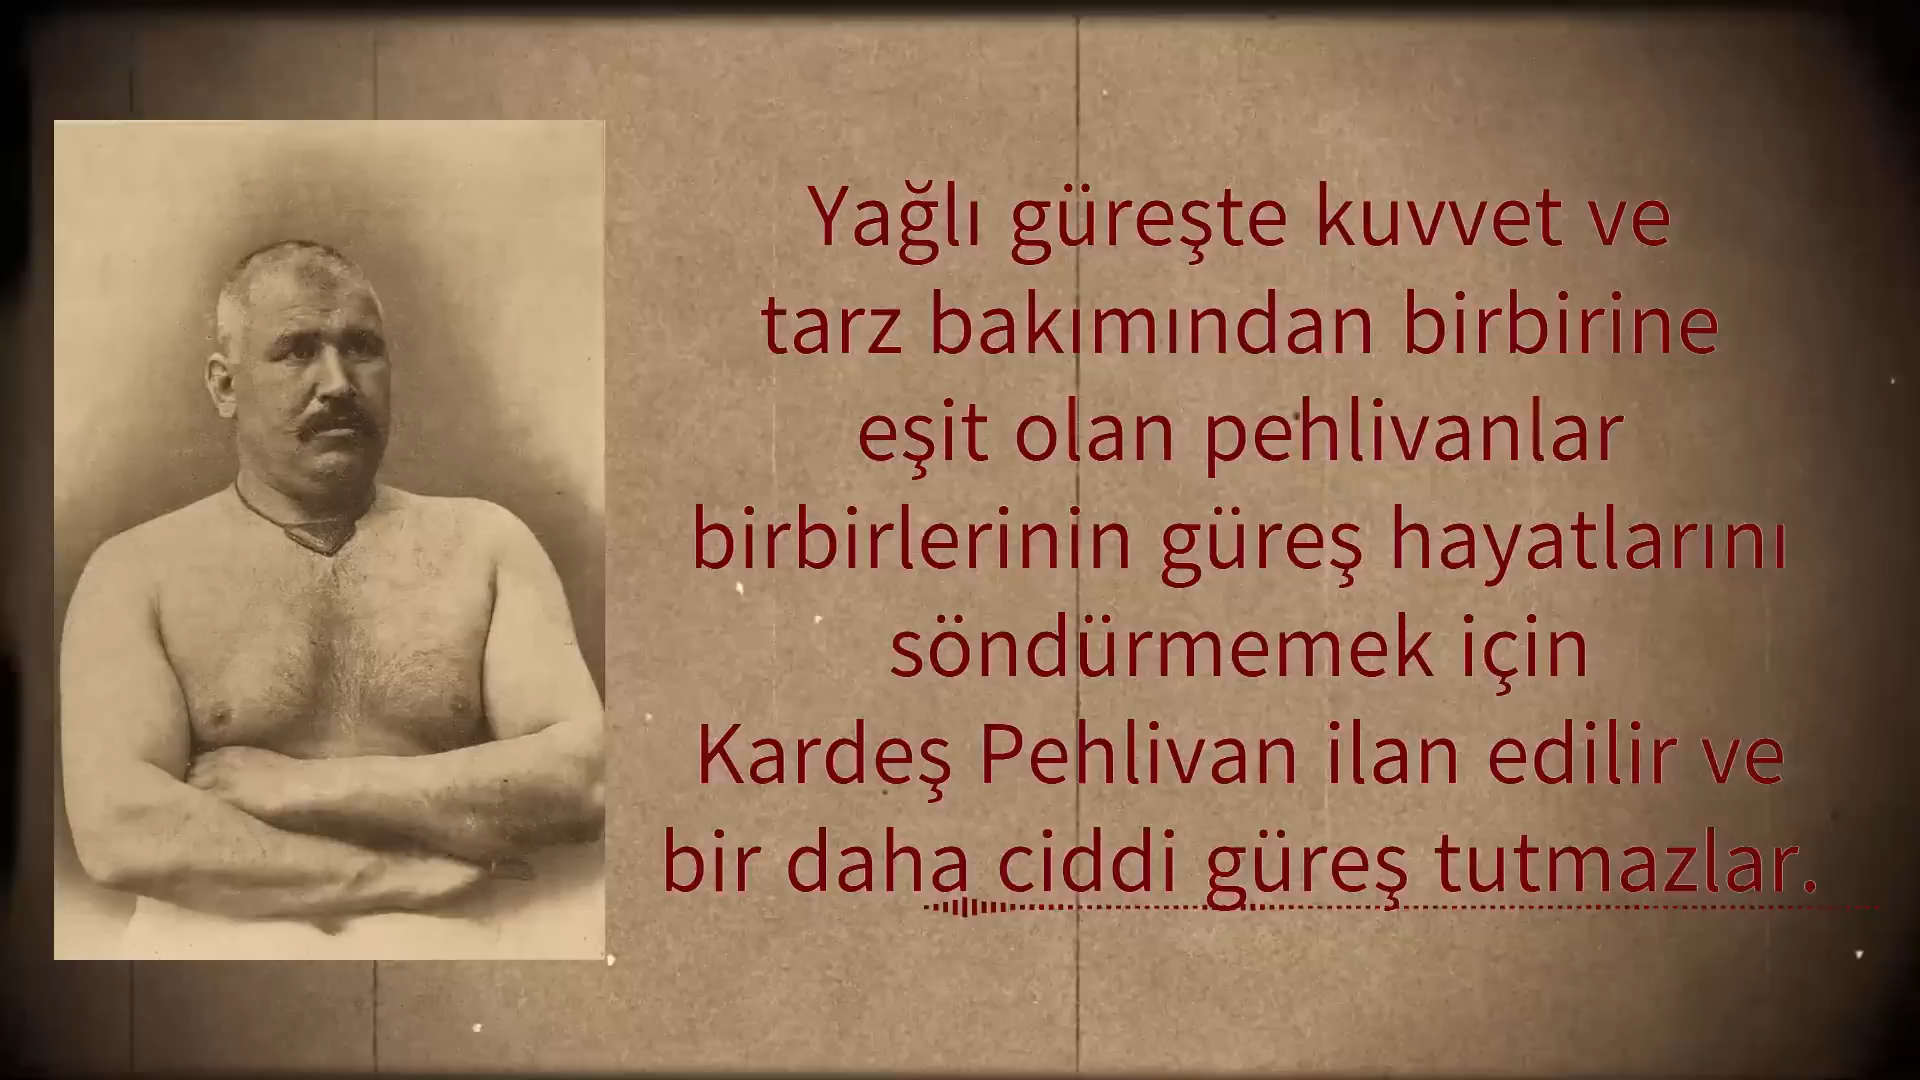 Yağlı güreşte kuvvet ve
tarz bakımından birbirine
eşit olan pehlivanlar
birbirlerinin güreş hayatlarını
söndürmemek için
Kardeş Pehlivan ilan edilir ve
bir daha ciddi güreş tutmazlar.